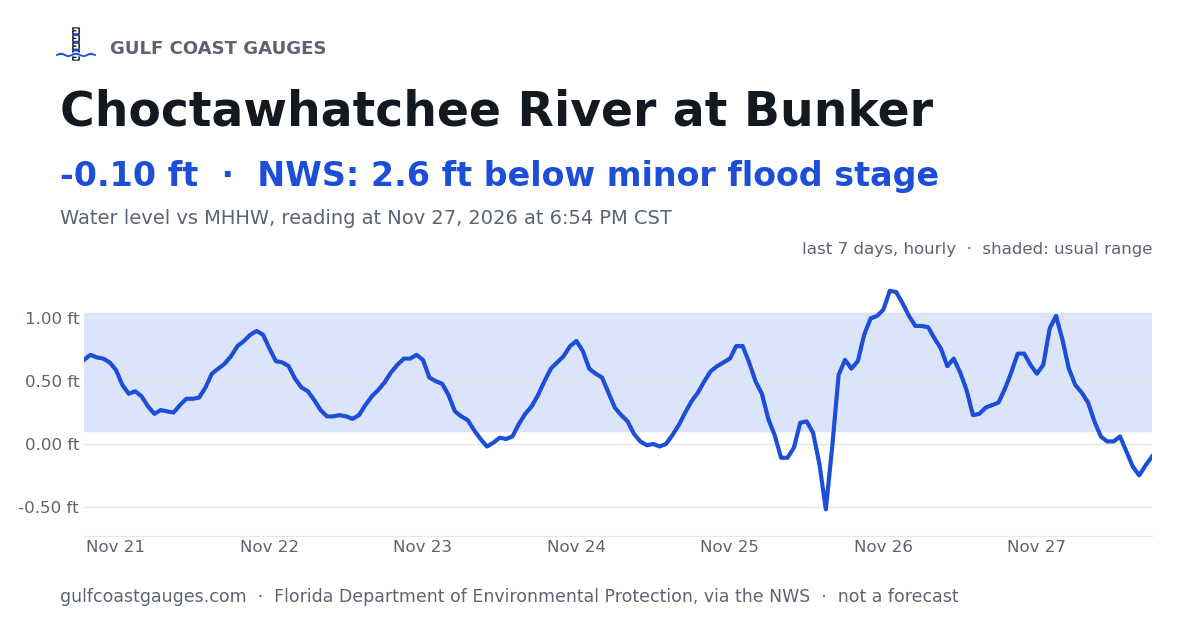 GULF COAST GAUGES
Choctawhatchee River at Bunker
-0.10 ft · NWS: 2.6 ft below minor flood stage
Water level vs MHHW, reading at Nov 27, 2026 at 6:54 PM CST
last 7 days, hourly · shaded: usual range
1.00 ft
0.50 ft
0.00 ft
-0.50 ft
Nov 21 Nov 22 Nov 23 Nov 24 Nov 25 Nov 26 Nov 27
gulfcoastgauges.com · Florida Department of Environmental Protection, via the NWS · not a forecast